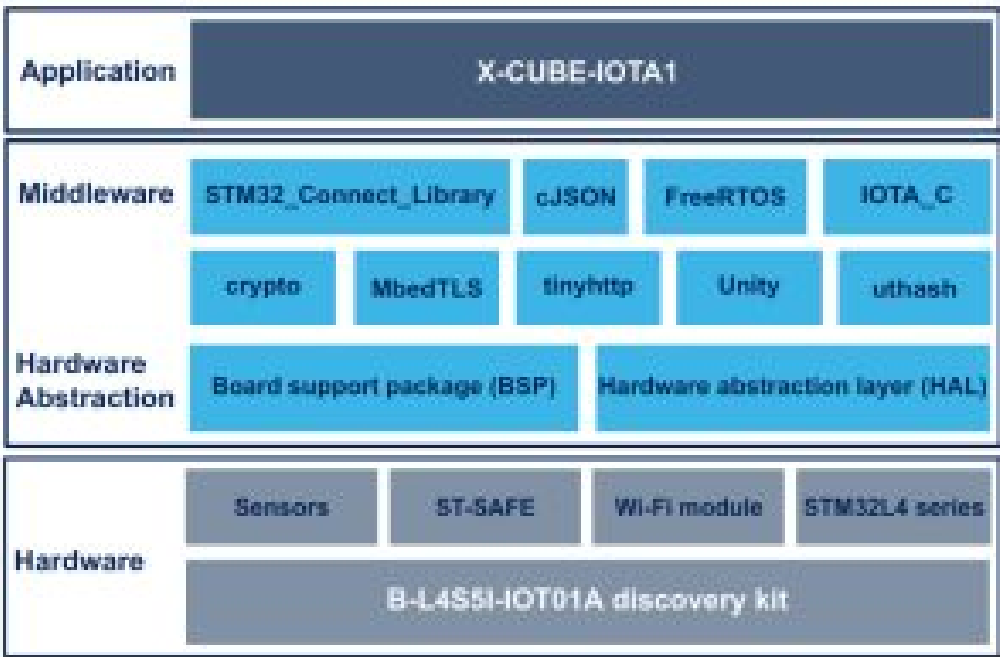 Application
X-CUBE-IOTA1
Middleware
STM32_Connect_Library
cJSON
FreeRTOS
IOTA_C
crypto
MbedTLS
tinyhttp
Unity
uthash
Hardware
Abstraction
Board support package (BSP)
Hardware abstraction layer (HAL)
Hardware
Sensors
ST-SAFE
Wi-Fi module
STM32L4 series
B-L4S5I-IOT01A discovery kit